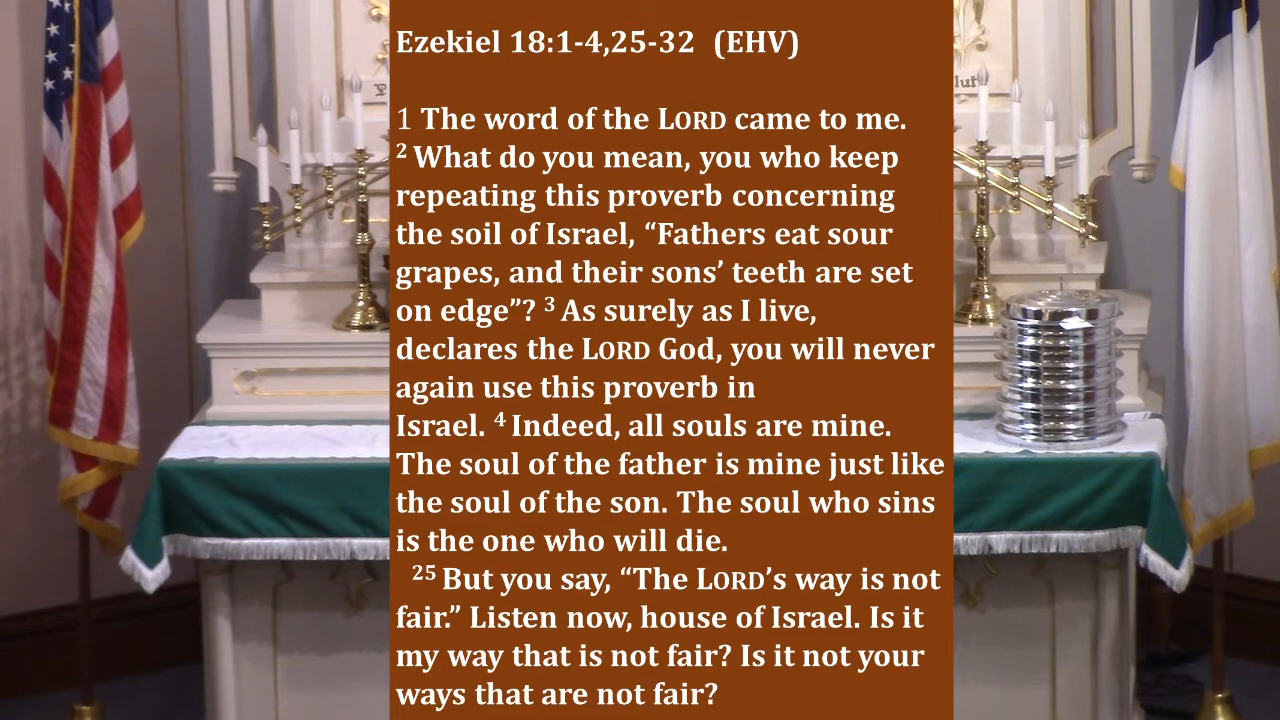 Ezekiel 18:1-4,25-32 (EHV)
1 The word of the LORD came to me.
2 What do you mean, you who keep
repeating this proverb concerning
the soil of Israel, “Fathers eat sour
grapes, and their sons’ teeth are set
on edge”? 3 As surely as I live,
declares the LORD God, you will never
again use this proverb in
Israel. 4 Indeed, all souls are mine.
The soul of the father is mine just like
the soul of the son. The soul who sins
is the one who will die.
25 But you say, “The LORD’s way is not
fair.” Listen now, house of Israel. Is it
my way that is not fair? Is it not your
ways that are not fair?